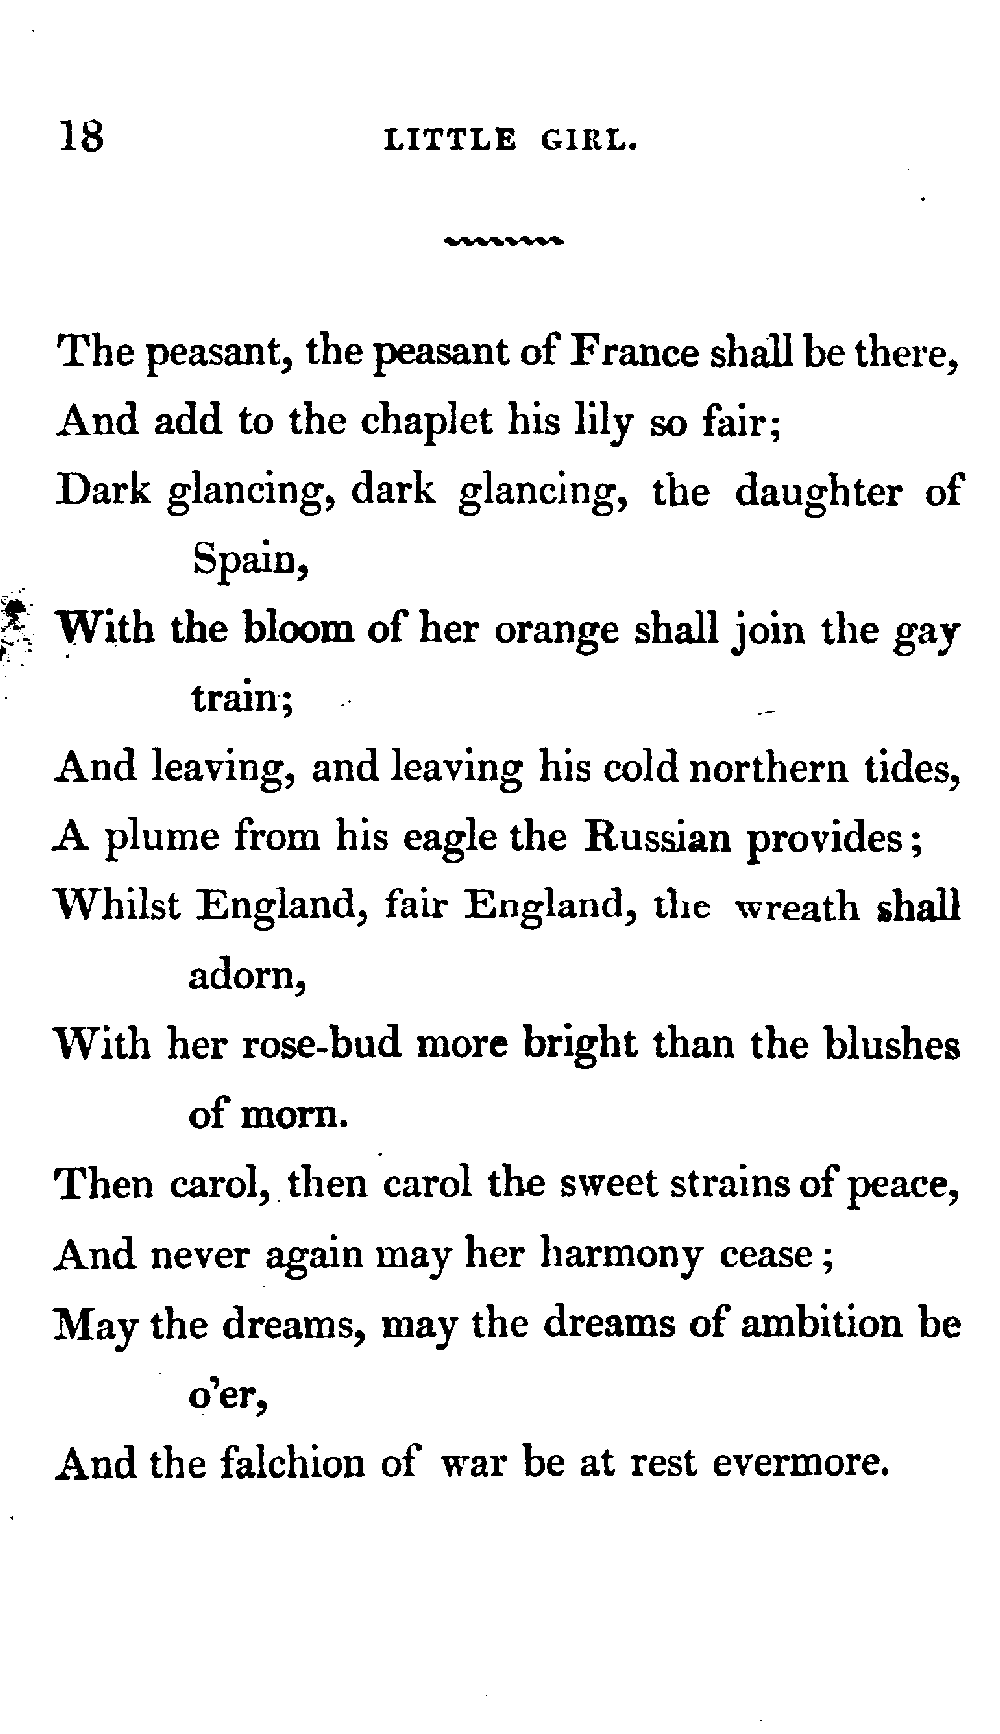 18 LITTLE GIRL.
The peasant, the peasant of France shall be there,
And add to the chaplet his lily so fair;
Dark glancing, dark glancing, the daughter of
Spain,
With the bloom of her orange shall join the gay
train;
And leaving, and leaving his cold northern tides,
A plume from his eagle the Russian provides;
Whilst England, fair England, the wreath shall
adorn,
With her rose-bud more bright than the blushes
of morn.
Then carol, then carol the sweet strains of peace,
And never again may her harmony cease;
May the dreams, may the dreams of ambition be
o'er,
And the falchion of war be at rest evermore.